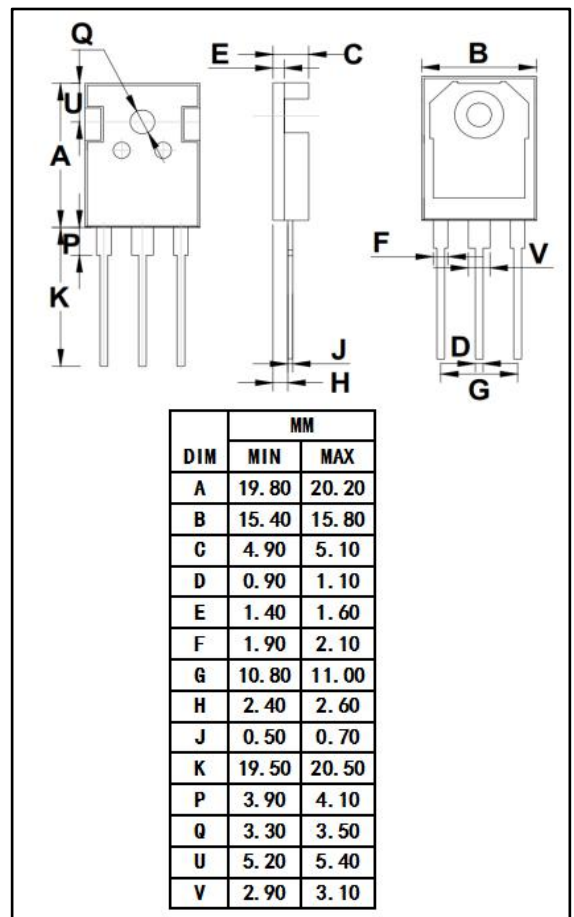 Q
E C B
U
A
P
K
F V
J D
H G
MM
DIM MIN MAX
A 19.80 20.20
B 15.40 15.80
C 4.90 5.10
D 0.90 1.10
E 1.40 1.60
F 1.90 2.10
G 10.80 11.00
H 2.40 2.60
J 0.50 0.70
K 19.50 20.50
P 3.90 4.10
Q 3.30 3.50
U 5.20 5.40
V 2.90 3.10